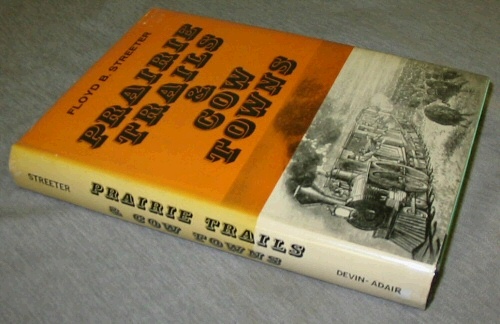 FLOYD B. STREETER
PRAIRIE
TRAILS
&
COW
TOWNS
STREETER
PRAIRIE TRAILS
& COW TOWNS
DEVIN-ADAIR